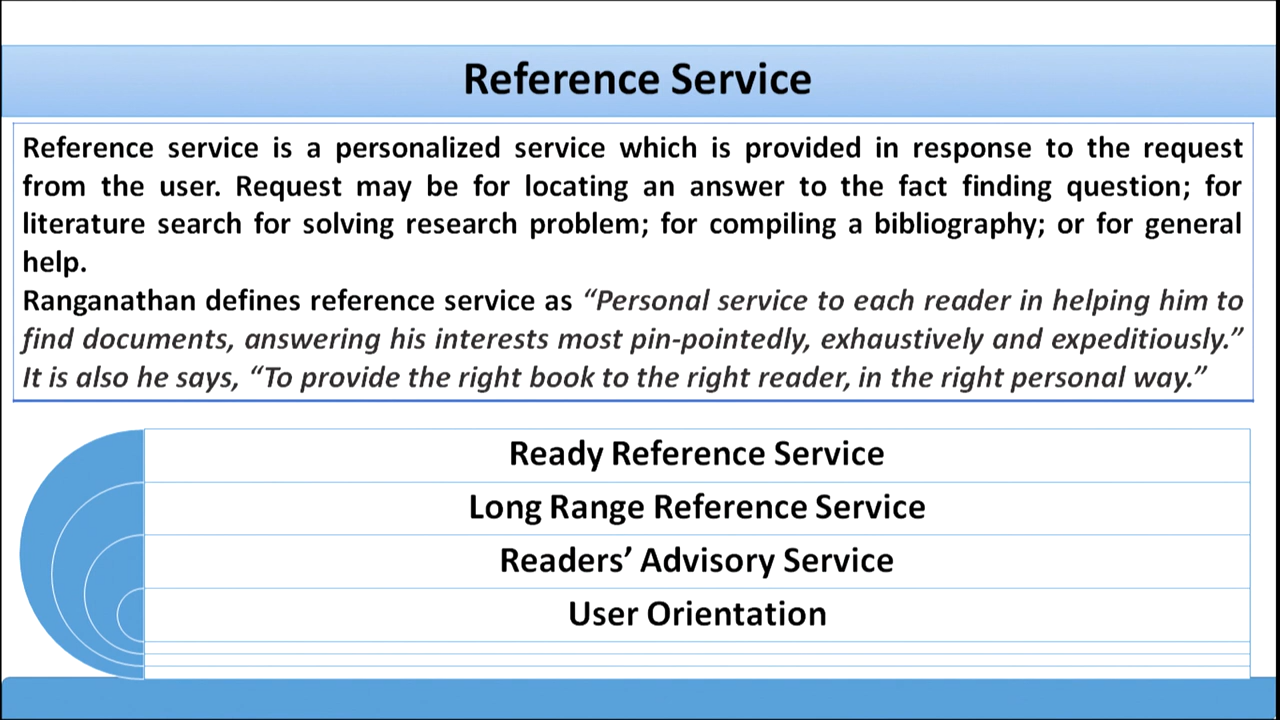 Reference Service
Reference service is a personalized service which is provided in response to the request
from the user. Request may be for locating an answer to the fact finding question; for
literature search for solving research problem; for compiling a bibliography; or for general
help.
Ranganathan defines reference service as “Personal service to each reader in helping him to
find documents, answering his interests most pin-pointedly, exhaustively and expeditiously.”
It is also he says, “To provide the right book to the right reader, in the right personal way.”
Ready Reference Service
Long Range Reference Service
Readers’ Advisory Service
User Orientation